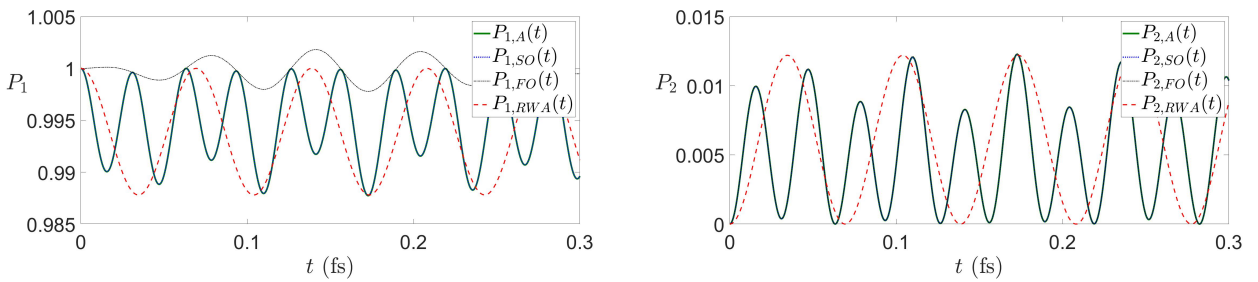 1.005
1
0.995
0.99
0.985
P_1
0 0.1 0.2 0.3
t (fs)
P_{1,A}(t)
P_{1,SO}(t)
P_{1,FO}(t)
P_{1,RWA}(t)
0.015
0.01
0.005
0
P_2
0 0.1 0.2 0.3
t (fs)
P_{2,A}(t)
P_{2,SO}(t)
P_{2,FO}(t)
P_{2,RWA}(t)